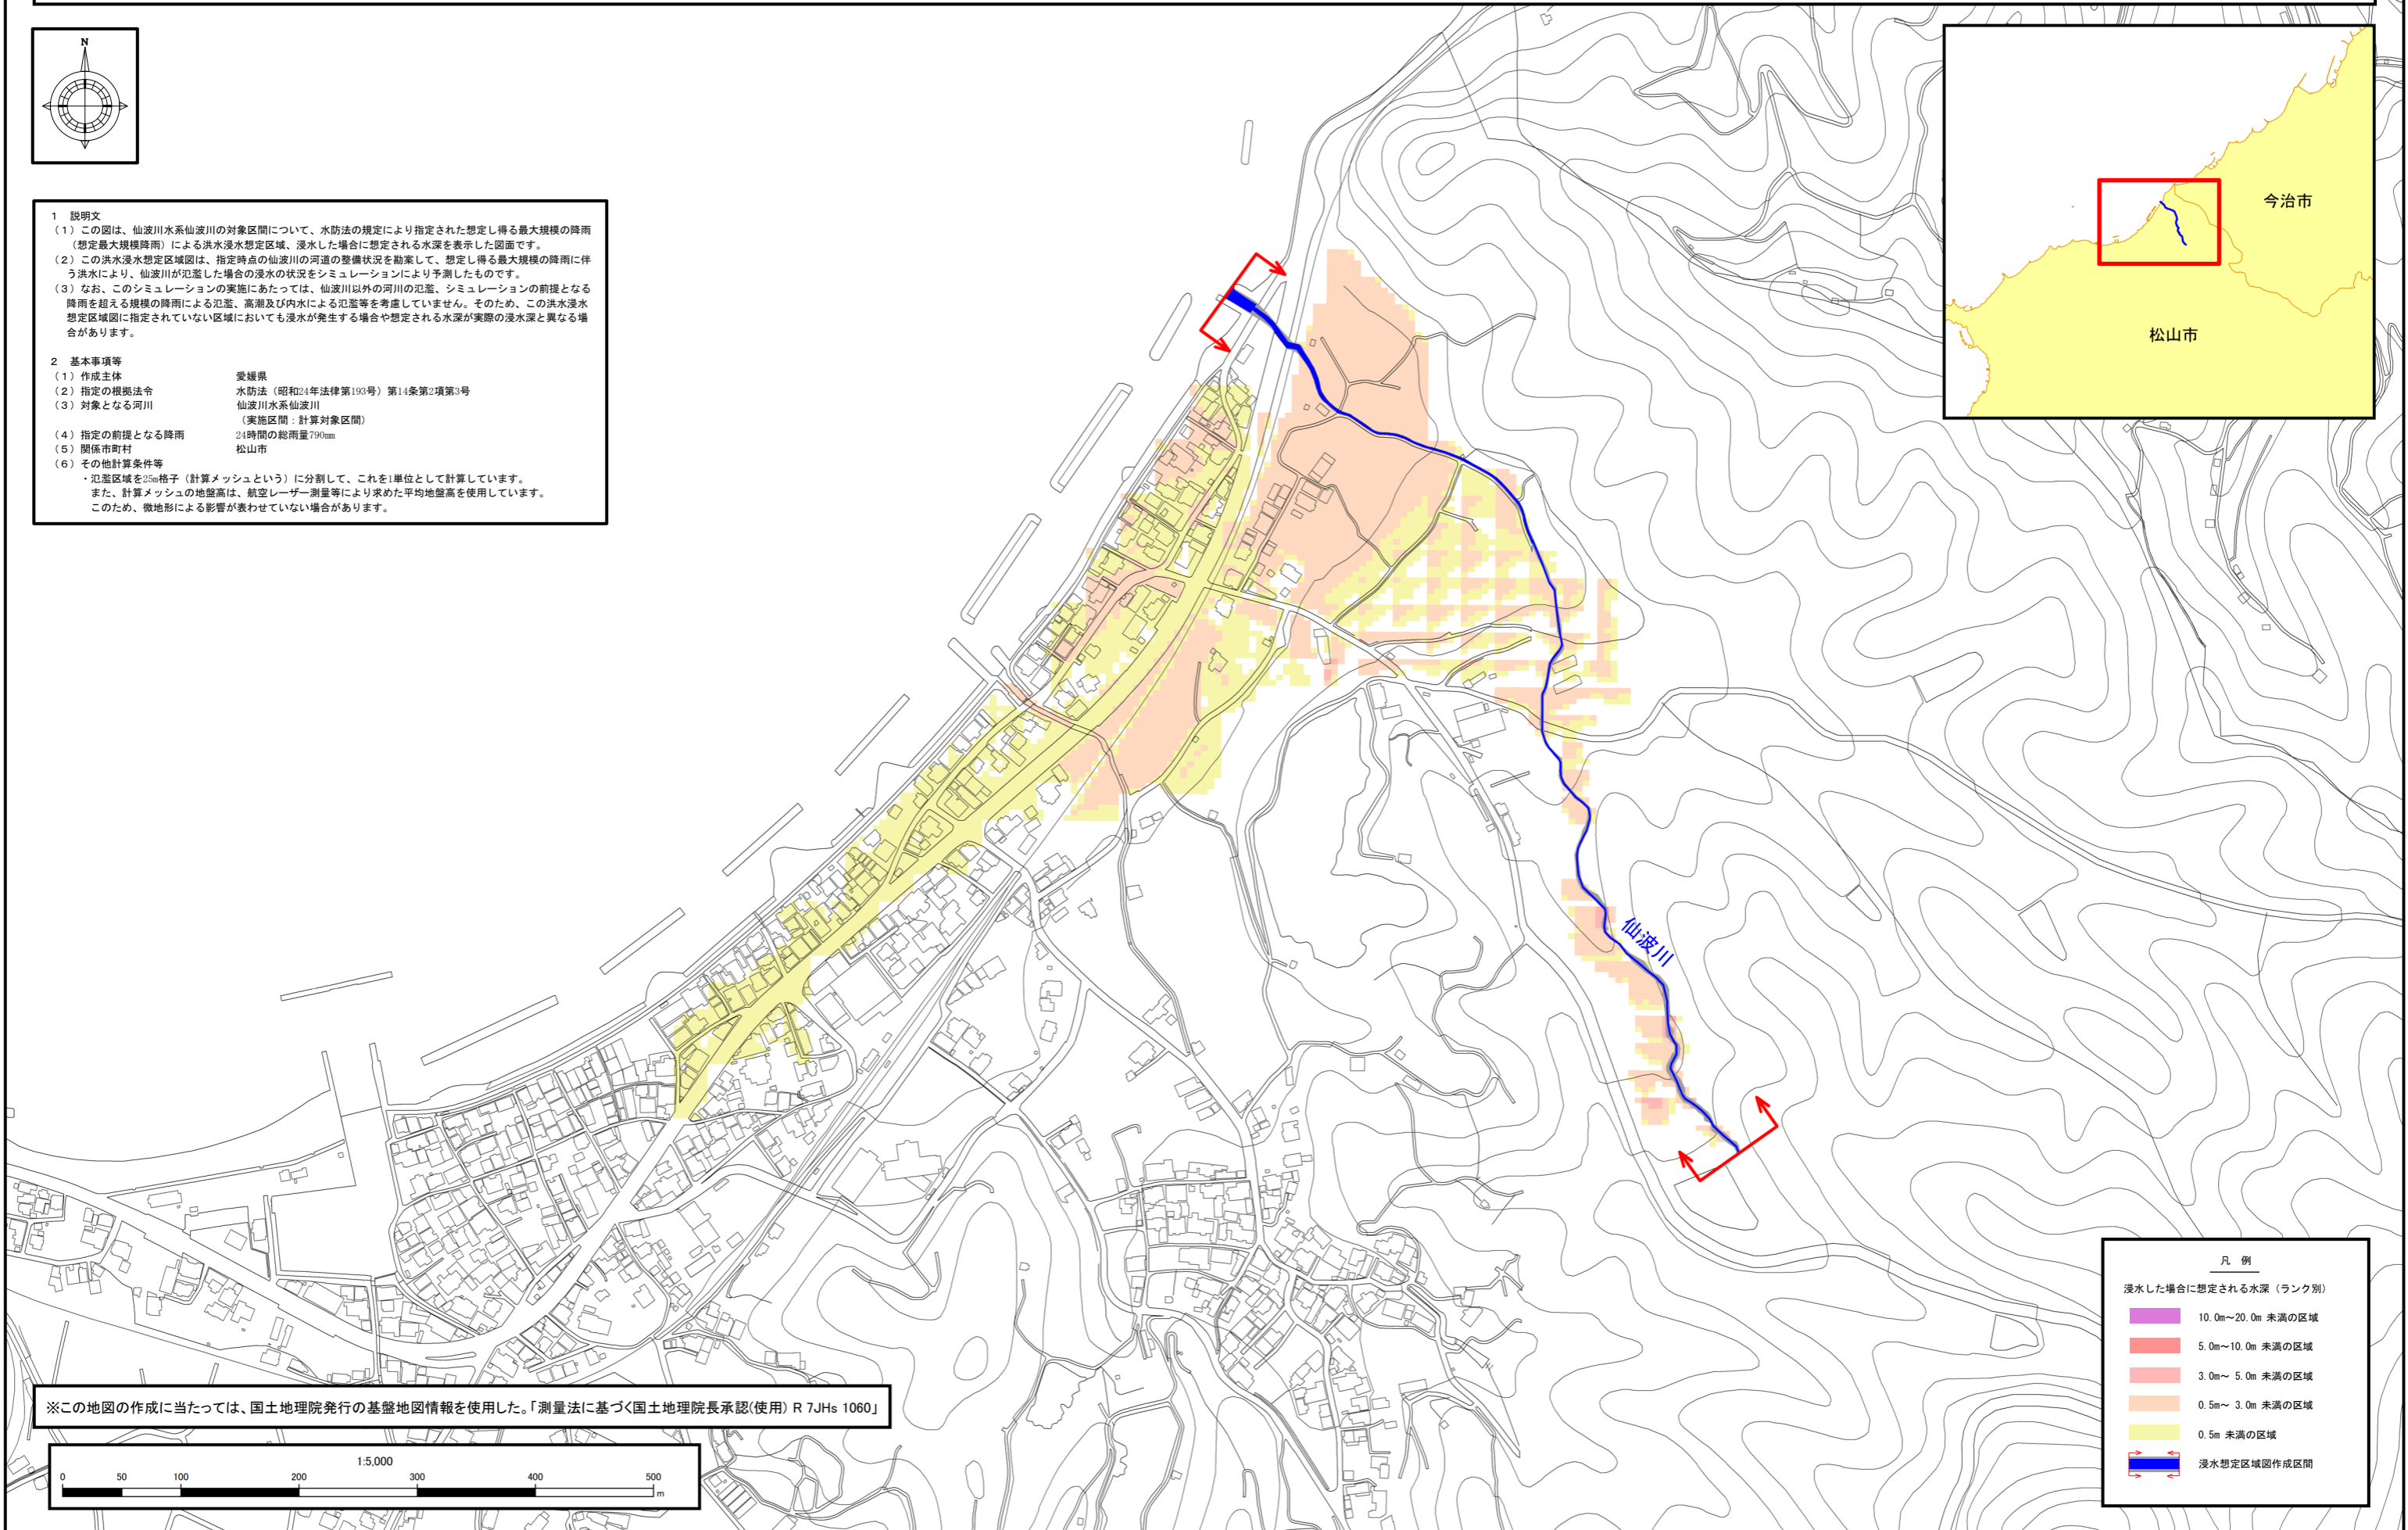 N
1 説明文
(1)この図は、仙波川水系仙波川の対象区間について、水防法の規定により指定された想定し得る最大規模の降雨
(想定最大規模降雨)による洪水浸水想定区域、浸水した場合に想定される水深を表示した図面です。
(2)この洪水浸水想定区域図は、指定時点の仙波川の河道の整備状況を勘案して、想定し得る最大規模の降雨に伴
う洪水により、仙波川が氾濫した場合の浸水の状況をシミュレーションにより予測したものです。
(3)なお、このシミュレーションの実施にあたっては、仙波川以外の河川の氾濫、シミュレーションの前提となる
降雨を超える規模の降雨による氾濫、高潮及び内水による氾濫等を考慮していません。そのため、この洪水浸水
想定区域図に指定されていない区域においても浸水が発生する場合や想定される水深が実際の浸水深と異なる場
合があります。
2 基本事項等
(1)作成主体 愛媛県
(2)指定の根拠法令 水防法(昭和24年法律第193号)第14条第2項第3号
(3)対象となる河川 仙波川水系仙波川
(実施区間:計算対象区間)
(4)指定の前提となる降雨 24時間の総雨量790mm
(5)関係市町村 松山市
(6)その他計算条件等
・氾濫区域を25m格子(計算メッシュという)に分割して、これを1単位として計算しています。
また、計算メッシュの地盤高は、航空レーザー測量等により求めた平均地盤高を使用しています。
このため、微地形による影響が表わせていない場合があります。
今治市
松山市
仙波川
凡 例
浸水した場合に想定される水深(ランク別)
10.0m~20.0m 未満の区域
5.0m~10.0m 未満の区域
3.0m~ 5.0m 未満の区域
0.5m~ 3.0m 未満の区域
0.5m 未満の区域
浸水想定区域図作成区間
※この地図の作成に当たっては、国土地理院発行の基盤地図情報を使用した。「測量法に基づく国土地理院長承認(使用) R 7JHs 1060」
1:5,000
0 50 100 200 300 400 500
m